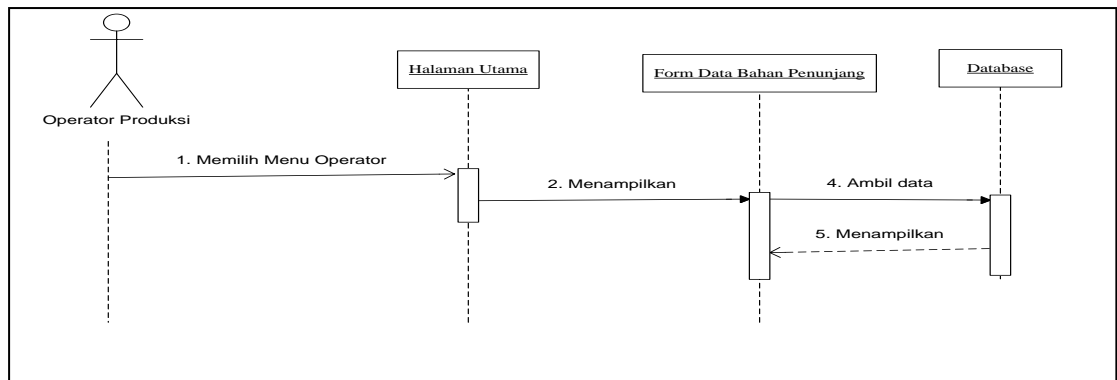 Halaman Utama
Form Data Bahan Penunjang
Database
Operator Produksi
1. Memilih Menu Operator
2. Menampilkan
4. Ambil data
5. Menampilkan